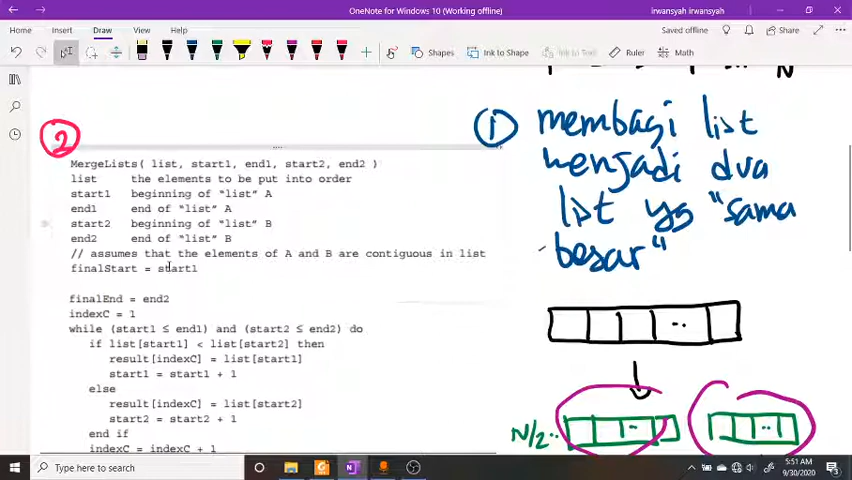 OneNote for Windows 10 (Working offline)
irwansyah irwansyah
Home Insert Draw View Help
Saved offline Share
Shapes Ink to Shape Ink to Text Ruler Math
N
2
MergeLists( list, start1, end1, start2, end2 )
list the elements to be put into order
start1 beginning of “list” A
end1 end of “list” A
start2 beginning of “list” B
end2 end of “list” B
// assumes that the elements of A and B are contiguous in list
finalStart = start1
finalEnd = end2
indexC = 1
while (start1 ≤ end1) and (start2 ≤ end2) do
if list[start1] < list[start2] then
result[indexC] = list[start1]
start1 = start1 + 1
else
result[indexC] = list[start2]
start2 = start2 + 1
end if
indexC = indexC + 1
1 membagi list
menjadi dua
list yg "sama
besar"
N/2
Type here to search
5:51 AM
9/30/2020